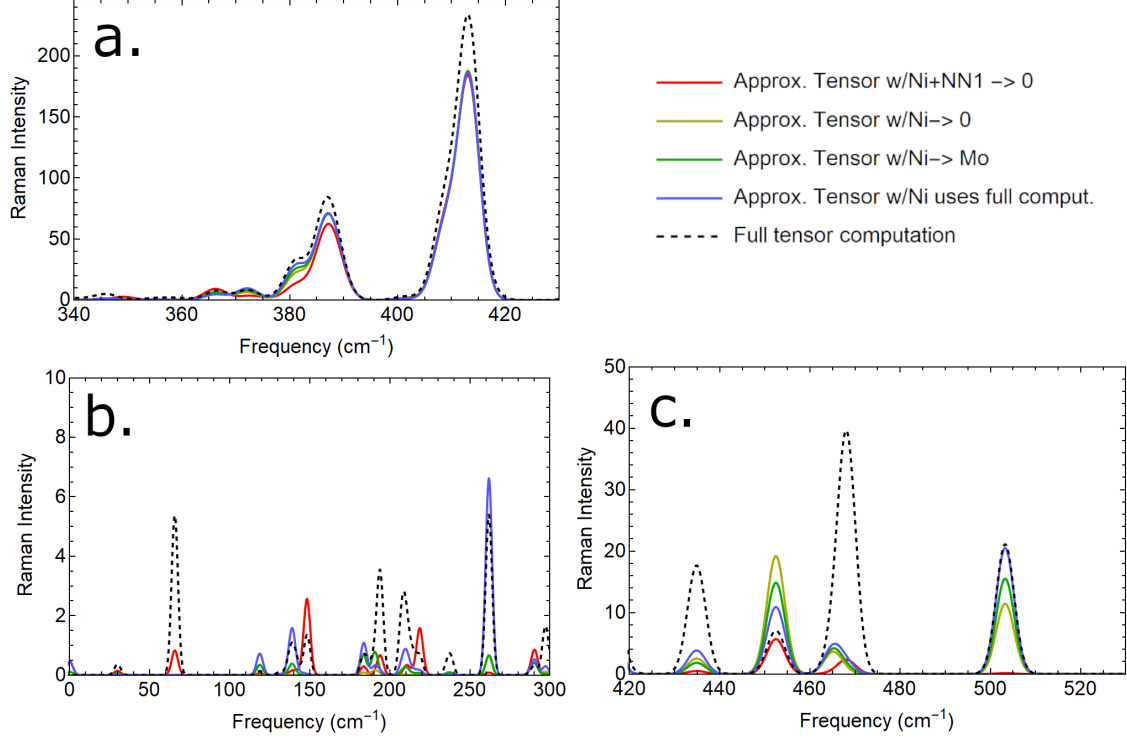 a.
200
150
100
50
0
340
360
380
400
420
Raman Intensity
Frequency (cm⁻¹)
Approx. Tensor w/Ni+NN1 –> 0
Approx. Tensor w/Ni–> 0
Approx. Tensor w/Ni–> Mo
Approx. Tensor w/Ni uses full comput.
Full tensor computation
b.
10
8
6
4
2
0
0
50
100
150
200
250
300
Raman Intensity
Frequency (cm⁻¹)
c.
50
40
30
20
10
0
420
440
460
480
500
520
Raman Intensity
Frequency (cm⁻¹)